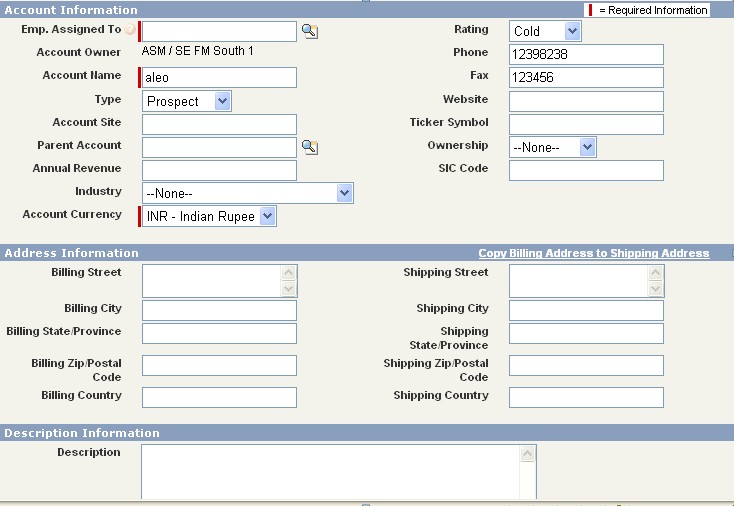 Account Information
= Required Information
Emp. Assigned To
Rating Cold
Account Owner ASM / SE FM South 1
Phone 12398238
Account Name aleo
Fax 123456
Type Prospect
Website
Account Site
Ticker Symbol
Parent Account
Ownership --None--
Annual Revenue
SIC Code
Industry --None--
Account Currency INR - Indian Rupee
Address Information
Copy Billing Address to Shipping Address
Billing Street
Shipping Street
Billing City
Shipping City
Billing State/Province
Shipping
State/Province
Billing Zip/Postal
Code
Shipping Zip/Postal
Code
Billing Country
Shipping Country
Description Information
Description